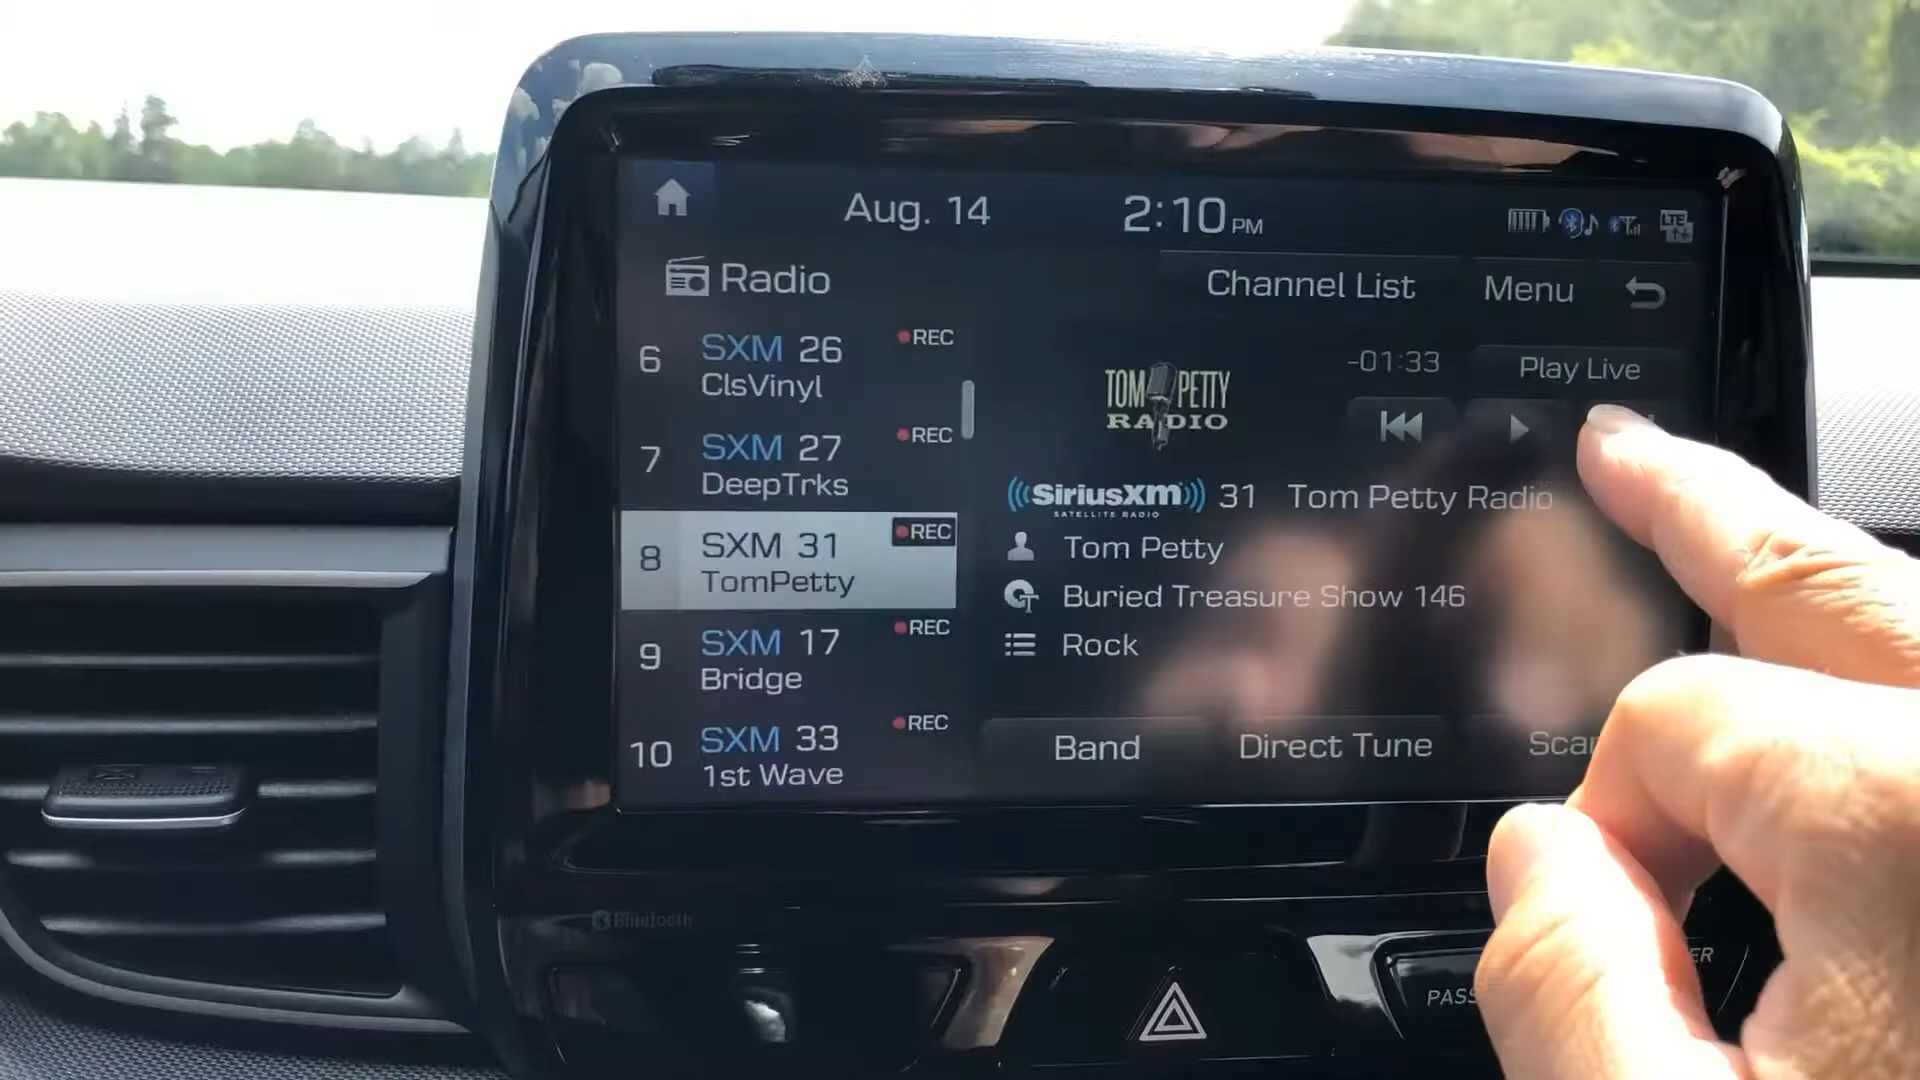 Aug. 14
2:10 PM
LTE
Radio
Channel List
Menu
6 SXM 26 REC
ClsVinyl
7 SXM 27 REC
DeepTrks
8 SXM 31 REC
TomPetty
9 SXM 17 REC
Bridge
10 SXM 33 REC
1st Wave
TOM PETTY
RADIO
-01:33
Play Live
SiriusXM 31 Tom Petty Radio
SATELLITE RADIO
Tom Petty
Buried Treasure Show 146
Rock
Band
Direct Tune
Bluetooth